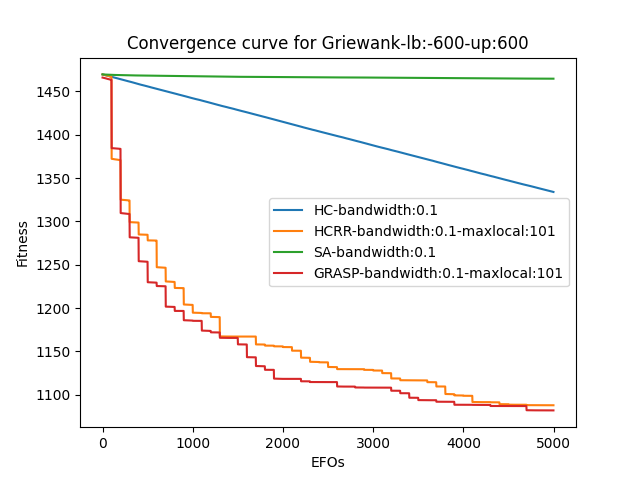 Convergence curve for Griewank-lb:-600-up:600
Fitness
1450
1400
1350
1300
1250
1200
1150
1100
HC-bandwidth:0.1
HCRR-bandwidth:0.1-maxlocal:101
SA-bandwidth:0.1
GRASP-bandwidth:0.1-maxlocal:101
0 1000 2000 3000 4000 5000
EFOs